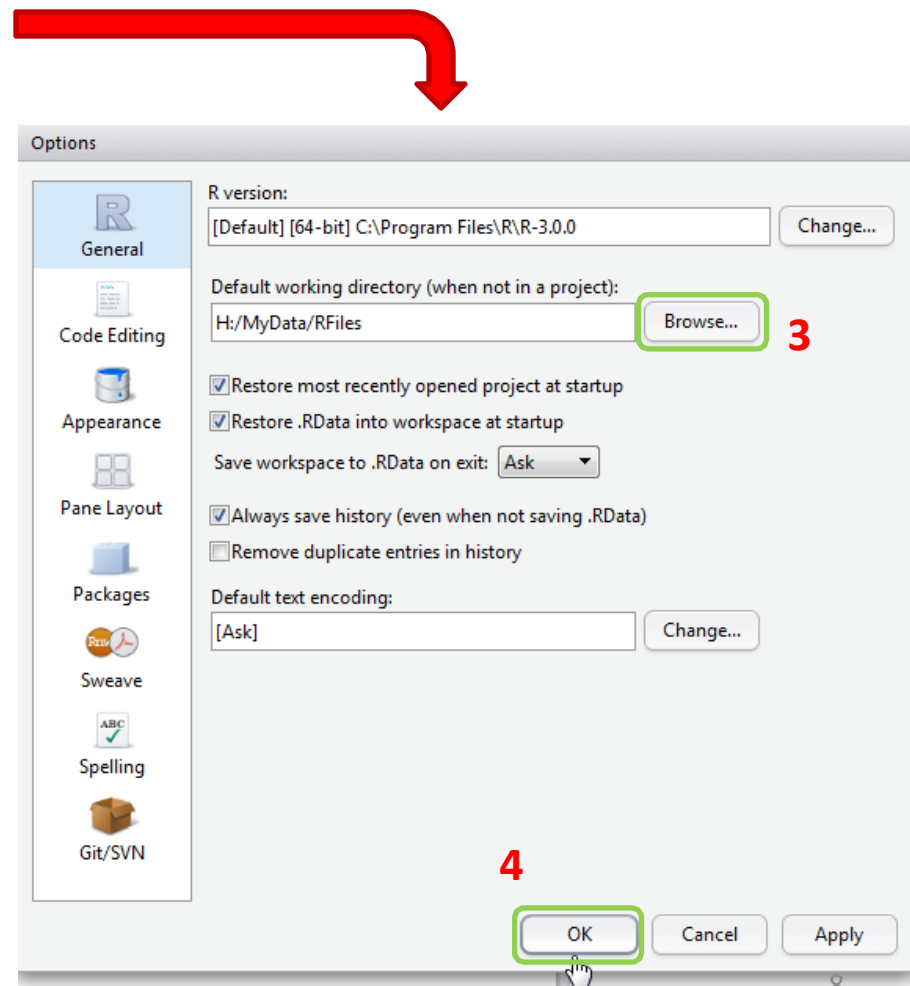 Options
R
General
Code Editing
Appearance
Pane Layout
Packages
Rnw
Sweave
ABC
Spelling
Git/SVN
R version:
[Default] [64-bit] C:\Program Files\R\R-3.0.0
Change...
Default working directory (when not in a project):
H:/MyData/RFiles
Browse...
3
Restore most recently opened project at startup
Restore .RData into workspace at startup
Save workspace to .RData on exit: Ask
Always save history (even when not saving .RData)
Remove duplicate entries in history
Default text encoding:
[Ask]
Change...
4
OK
Cancel
Apply